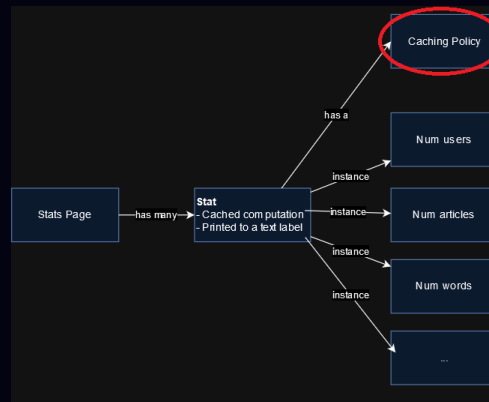 Caching Policy
has a
Num users
instance
Stats Page
has many
Stat
- Cached computation
- Printed to a text label
instance
Num articles
instance
Num words
instance
...